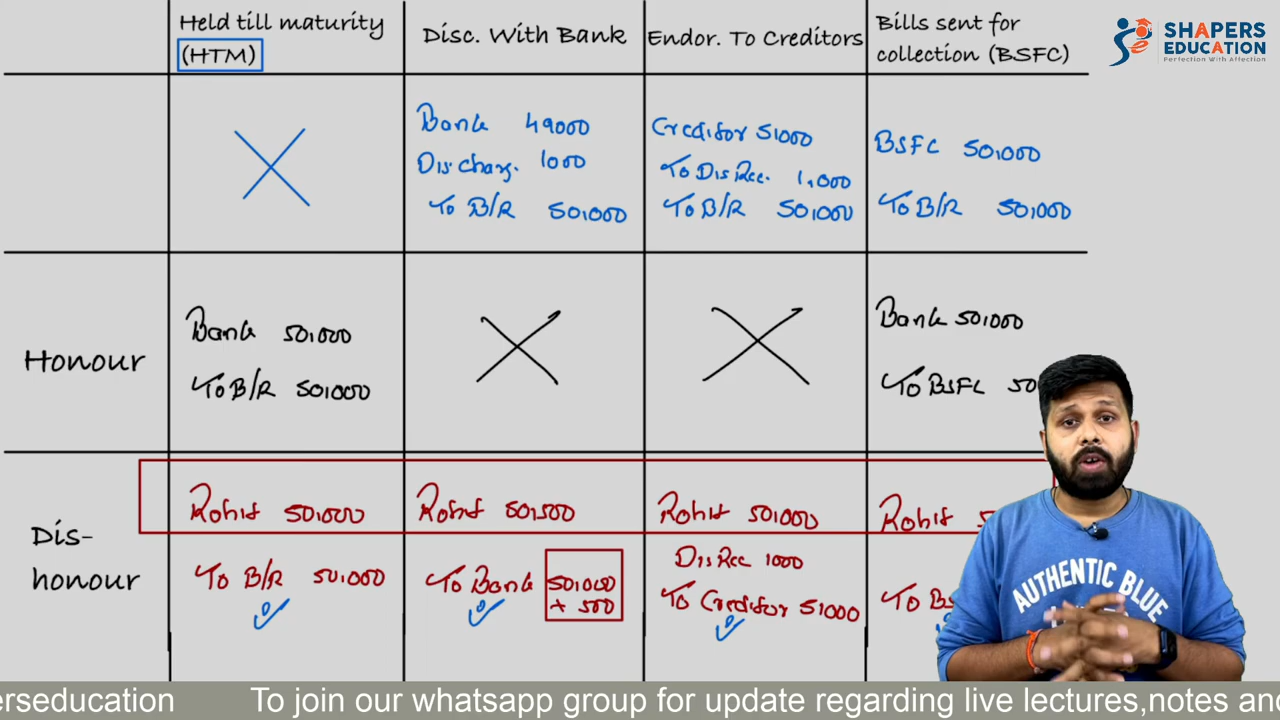 Held till maturity
(HTM)
Disc. With Bank
Endor. To Creditors
Bills sent for
collection (BSFC)
SHAPERS
EDUCATION
Perfection With Affection
Bank 49000
Dis charg. 1000
To B/R 50,000
Creditor 51000
To Dis Rec. 1,000
To B/R 50,000
BSFC 50,000
To B/R 50,000
Honour
Bank 50,000
To B/R 50,000
Bank 50,000
To BSFC 50
Dis-
honour
Rohit 50,000
To B/R 50,000
Rohit 50,500
To Bank 50,000
+ 500
Rohit 50,000
Dis Rec 1000
To Creditor 51000
Rohit 5
To BS
AUTHENTIC BLUE
erseducation To join our whatsapp group for update regarding live lectures,notes and